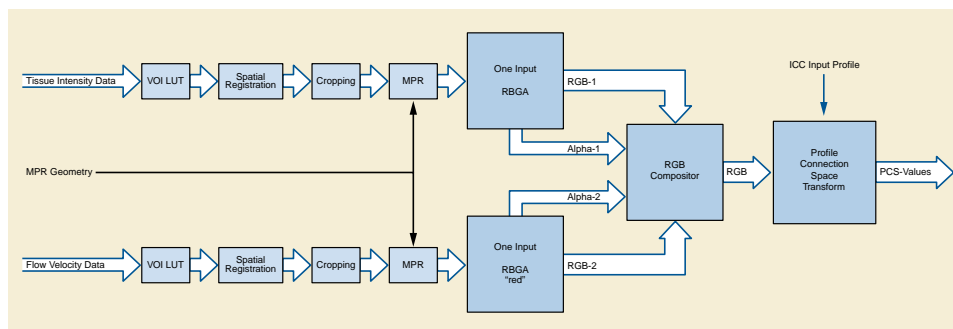 Tissue Intensity Data
VOI LUT
Spatial
Registration
Cropping
MPR
One Input
RBGA
RGB-1
Alpha-1
ICC Input Profile
MPR Geometry
RGB
Compositor
RGB
Profile
Connection
Space
Transform
PCS-Values
Flow Velocity Data
VOI LUT
Spatial
Registration
Cropping
MPR
One Input
RBGA
"red"
Alpha-2
RGB-2